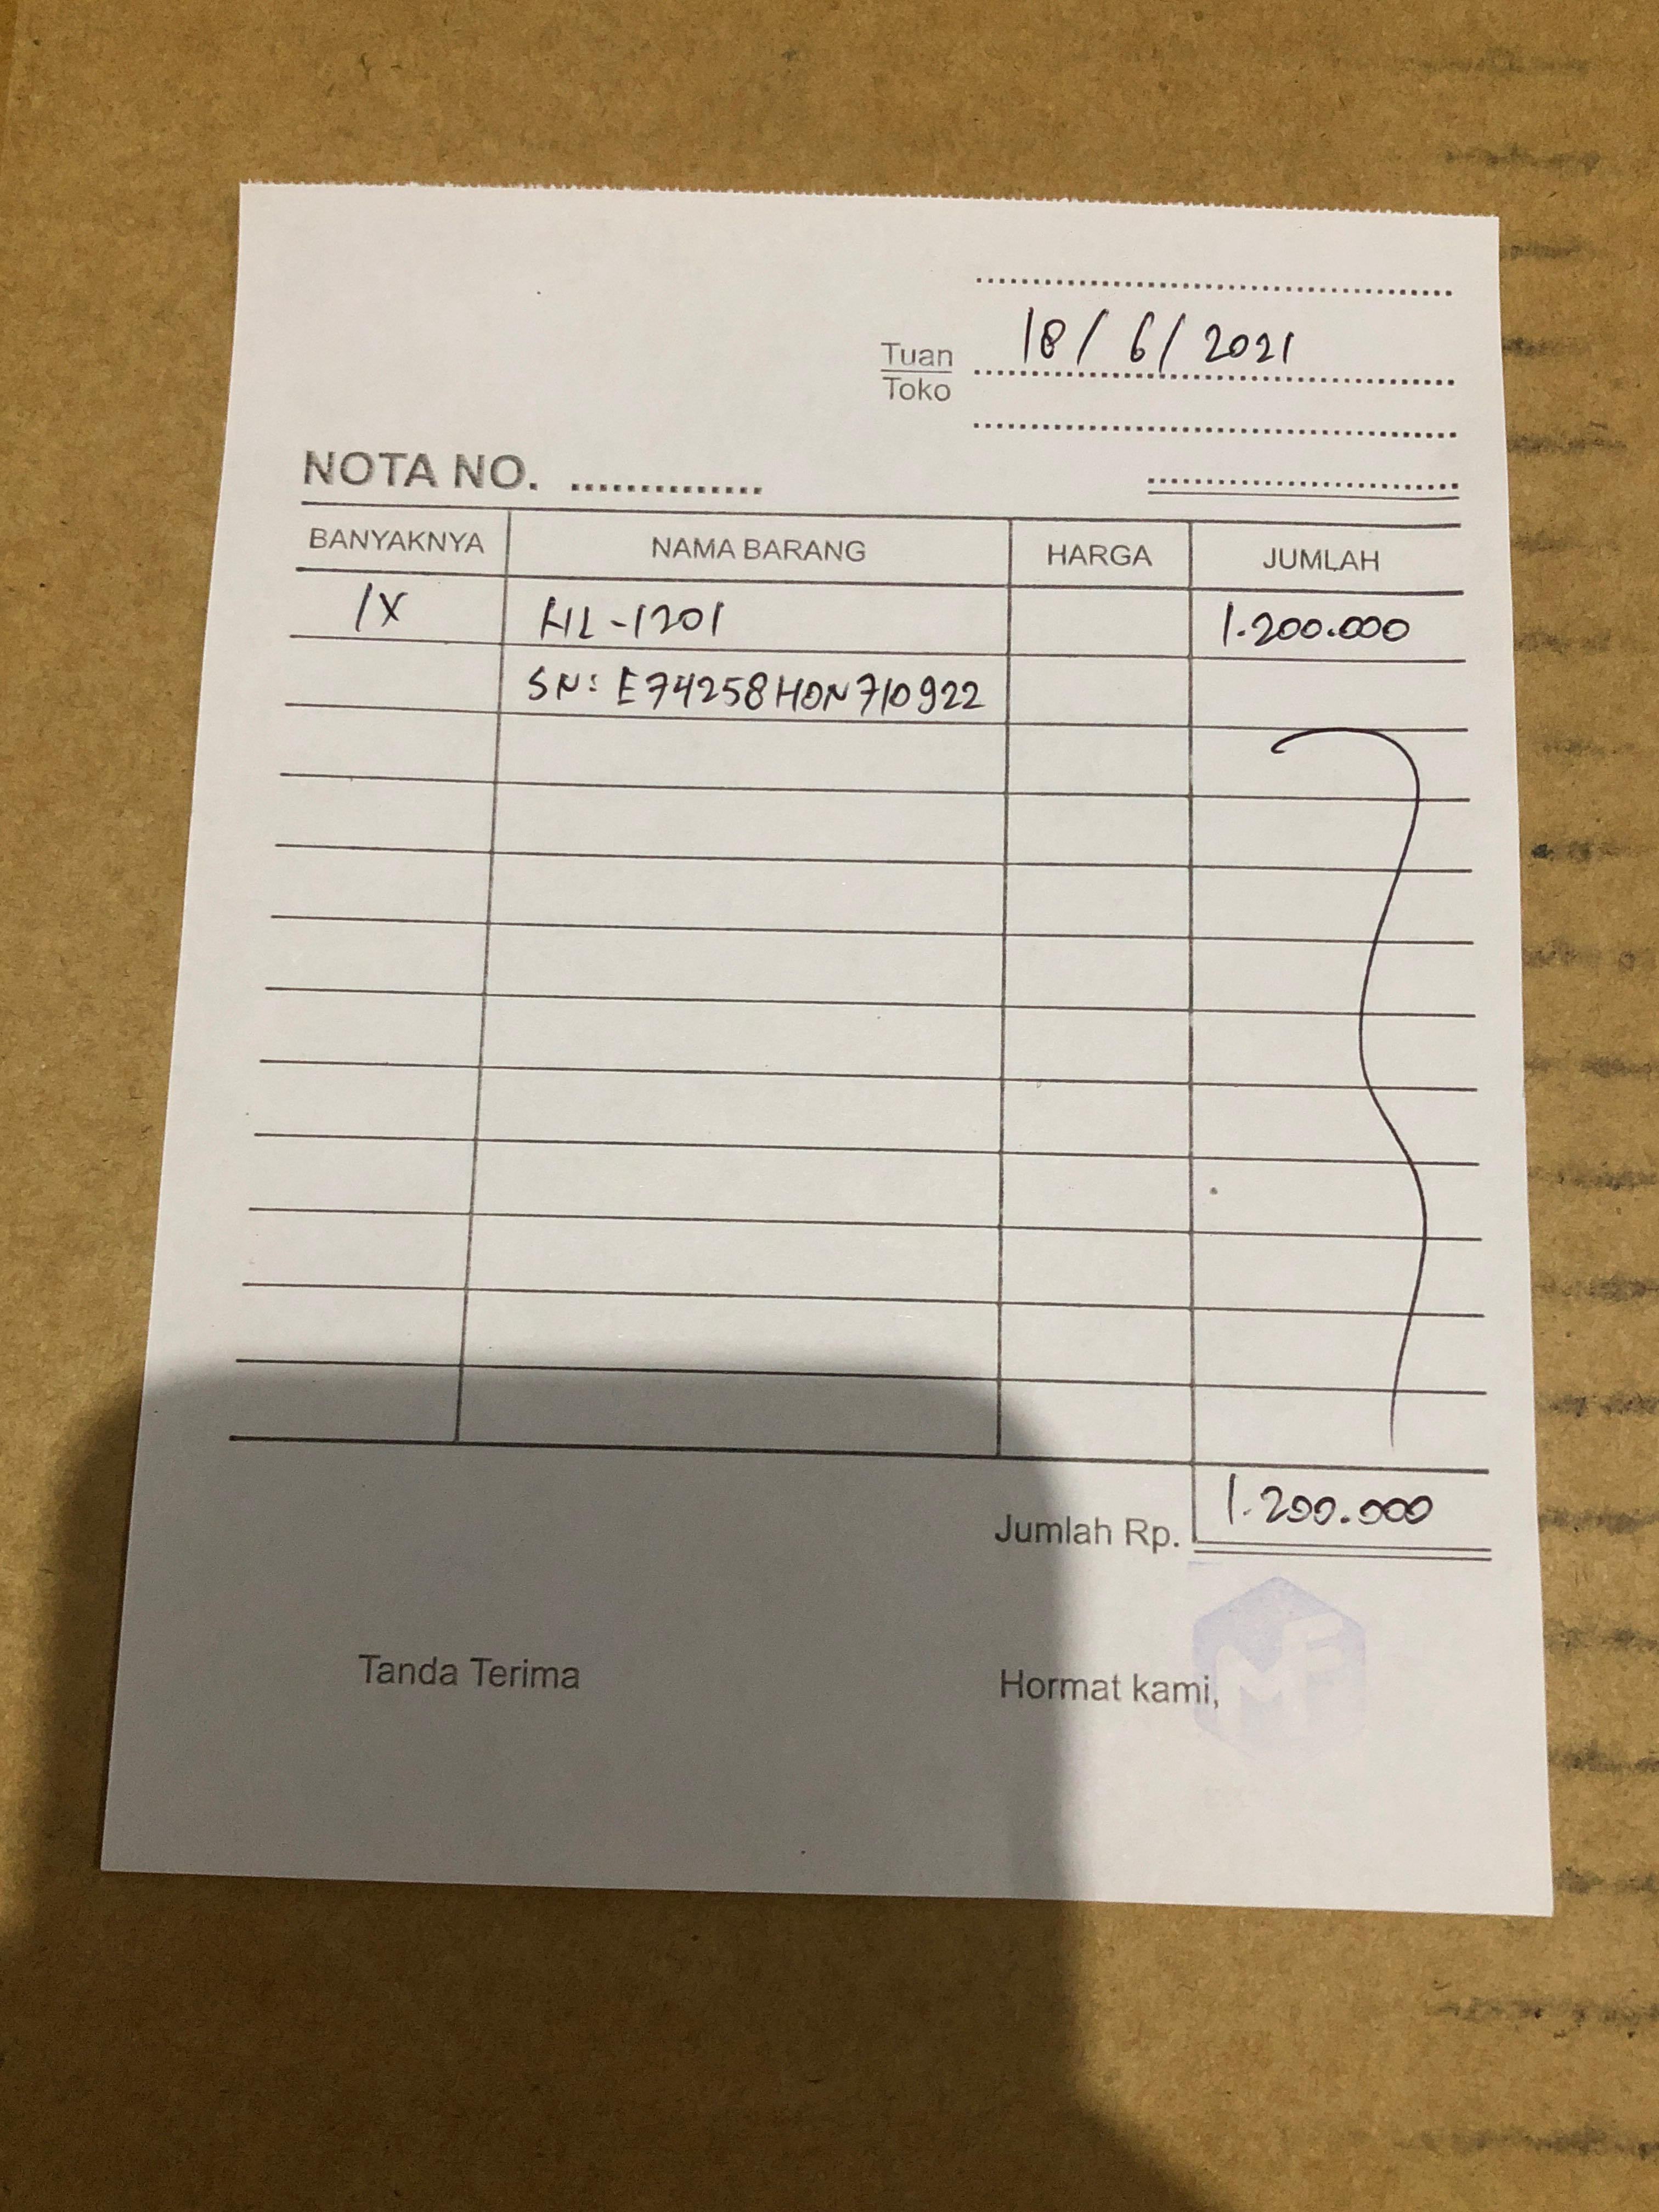 18/6/2021
Tuan
Toko
NOTA NO. ..............
BANYAKNYA NAMA BARANG HARGA JUMLAH
1X HL-1201 1.200.000
SN: E74258H0N710922
Jumlah Rp. 1.200.000
Tanda Terima Hormat kami,
MF